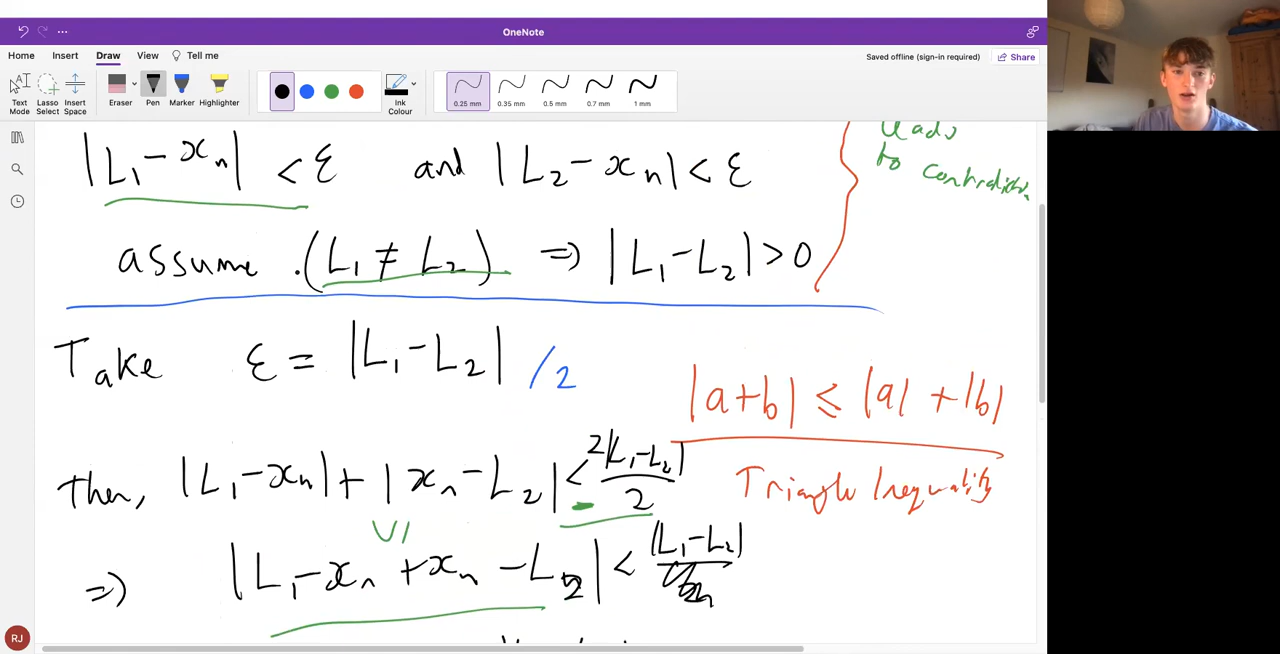 OneNote
Home Insert Draw View Tell me
Saved offline (sign-in required) Share
Text Mode Lasso Select Insert Space Eraser Pen Marker Highlighter Ink Colour 0.25 mm 0.35 mm 0.5 mm 0.7 mm 1 mm
leads
to contradiction
|L₁ - xₙ| < ε and |L₂ - xₙ| < ε
assume (L₁ ≠ L₂) ⇒ |L₁ - L₂| > 0
Take ε = |L₁ - L₂| /2
|a+b| ≤ |a| + |b|
Triangle Inequality
then, |L₁ - xₙ| + |xₙ - L₂| < 2|L₁ - L₂| / 2
V|
⇒ |L₁ - xₙ + xₙ - L₂| < |L₁ - L₂|
RJ